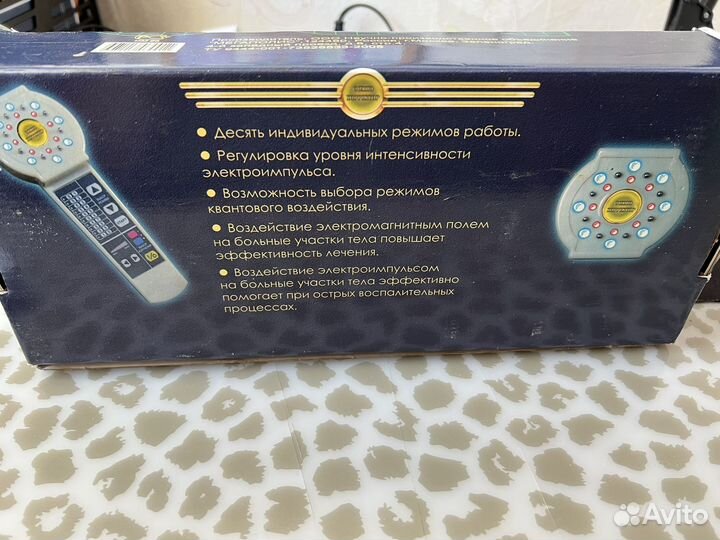 • Десять индивидуальных режимов работы.
• Регулировка уровня интенсивности
электроимпульса.
• Возможность выбора режимов
квантового воздействия.
• Воздействие электромагнитным полем
на больные участки тела повышает
эффективность лечения.
• Воздействие электроимпульсом
на больные участки тела эффективно
помогает при острых воспалительных
процессах.
Avito